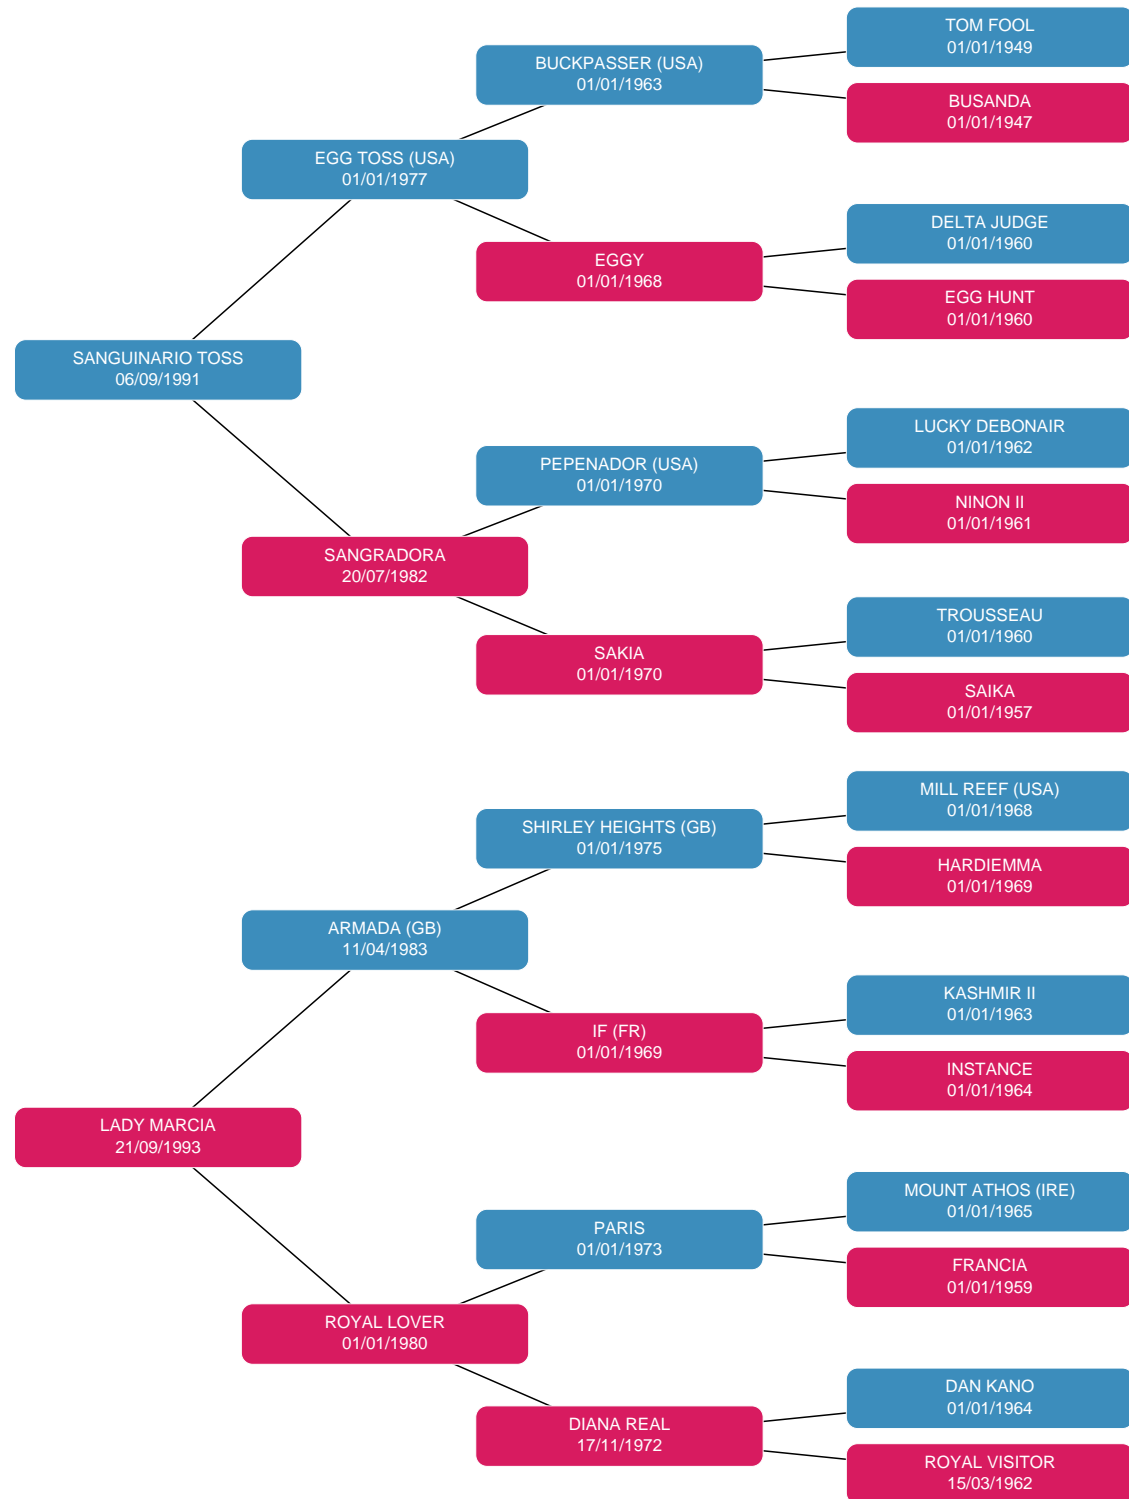 TOM FOOL
01/01/1949
BUCKPASSER (USA)
01/01/1963
BUSANDA
01/01/1947
EGG TOSS (USA)
01/01/1977
DELTA JUDGE
01/01/1960
EGGY
01/01/1968
EGG HUNT
01/01/1960
SANGUINARIO TOSS
06/09/1991
LUCKY DEBONAIR
01/01/1962
PEPENADOR (USA)
01/01/1970
NINON II
01/01/1961
SANGRADORA
20/07/1982
TROUSSEAU
01/01/1960
SAKIA
01/01/1970
SAIKA
01/01/1957
MILL REEF (USA)
01/01/1968
SHIRLEY HEIGHTS (GB)
01/01/1975
HARDIEMMA
01/01/1969
ARMADA (GB)
11/04/1983
KASHMIR II
01/01/1963
IF (FR)
01/01/1969
INSTANCE
01/01/1964
LADY MARCIA
21/09/1993
MOUNT ATHOS (IRE)
01/01/1965
PARIS
01/01/1973
FRANCIA
01/01/1959
ROYAL LOVER
01/01/1980
DAN KANO
01/01/1964
DIANA REAL
17/11/1972
ROYAL VISITOR
15/03/1962